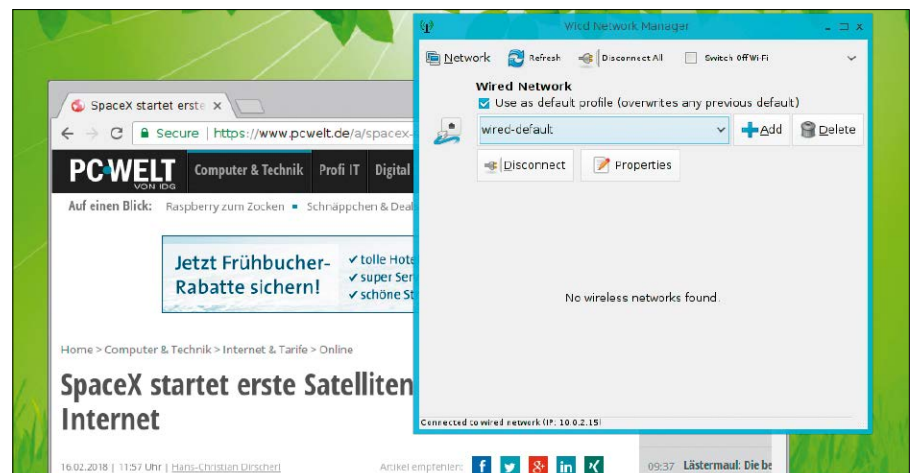 Wicd Network Manager
Network Refresh Disconnect All Switch Off Wi-Fi
Wired Network
Use as default profile (overwrites any previous default)
wired-default
Add Delete
Disconnect Properties
No wireless networks found.
Connected to wired network (IP: 10.0.2.15)
SpaceX startet erste
Secure | https://www.pcwelt.de/a/spacex-
PC WELT
VON IDG
Computer & Technik Profi IT Digital
Auf einen Blick: Raspberry zum Zocken Schnäppchen & Deal
Jetzt Frühbucher-
Rabatte sichern!
✓ tolle Hote
✓ super Ser
✓ schöne St
Home > Computer & Technik > Internet & Tarife > Online
SpaceX startet erste Satelliten
Internet
16.02.2018 | 11:57 Uhr | Hans-Christian Dirscherl
Artikel empfehlen:
09:37 Lästermaul: Die be